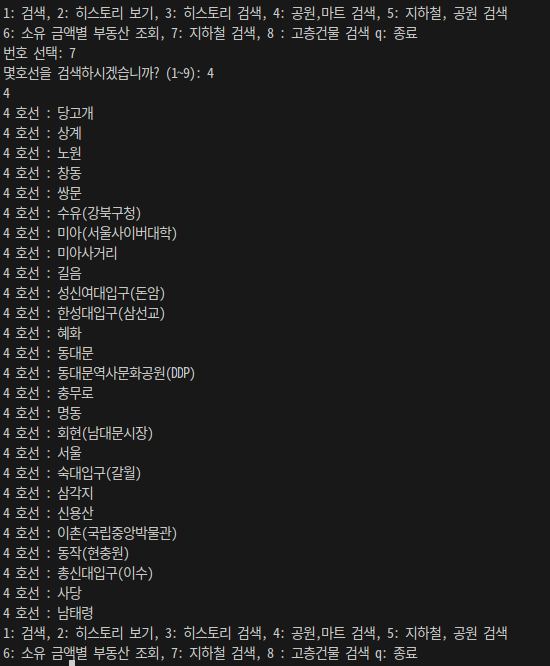 1: 검색, 2: 히스토리 보기, 3: 히스토리 검색, 4: 공원,마트 검색, 5: 지하철, 공원 검색
6: 소유 금액별 부동산 조회, 7: 지하철 검색, 8 : 고층건물 검색 q: 종료
번호 선택: 7
몇호선을 검색하시겠습니까? (1~9): 4
4
4 호선 : 당고개
4 호선 : 상계
4 호선 : 노원
4 호선 : 창동
4 호선 : 쌍문
4 호선 : 수유(강북구청)
4 호선 : 미아(서울사이버대학)
4 호선 : 미아사거리
4 호선 : 길음
4 호선 : 성신여대입구(돈암)
4 호선 : 한성대입구(삼선교)
4 호선 : 혜화
4 호선 : 동대문
4 호선 : 동대문역사문화공원(DDP)
4 호선 : 충무로
4 호선 : 명동
4 호선 : 회현(남대문시장)
4 호선 : 서울
4 호선 : 숙대입구(갈월)
4 호선 : 삼각지
4 호선 : 신용산
4 호선 : 이촌(국립중앙박물관)
4 호선 : 동작(현충원)
4 호선 : 총신대입구(이수)
4 호선 : 사당
4 호선 : 남태령
1: 검색, 2: 히스토리 보기, 3: 히스토리 검색, 4: 공원,마트 검색, 5: 지하철, 공원 검색
6: 소유 금액별 부동산 조회, 7: 지하철 검색, 8 : 고층건물 검색 q: 종료